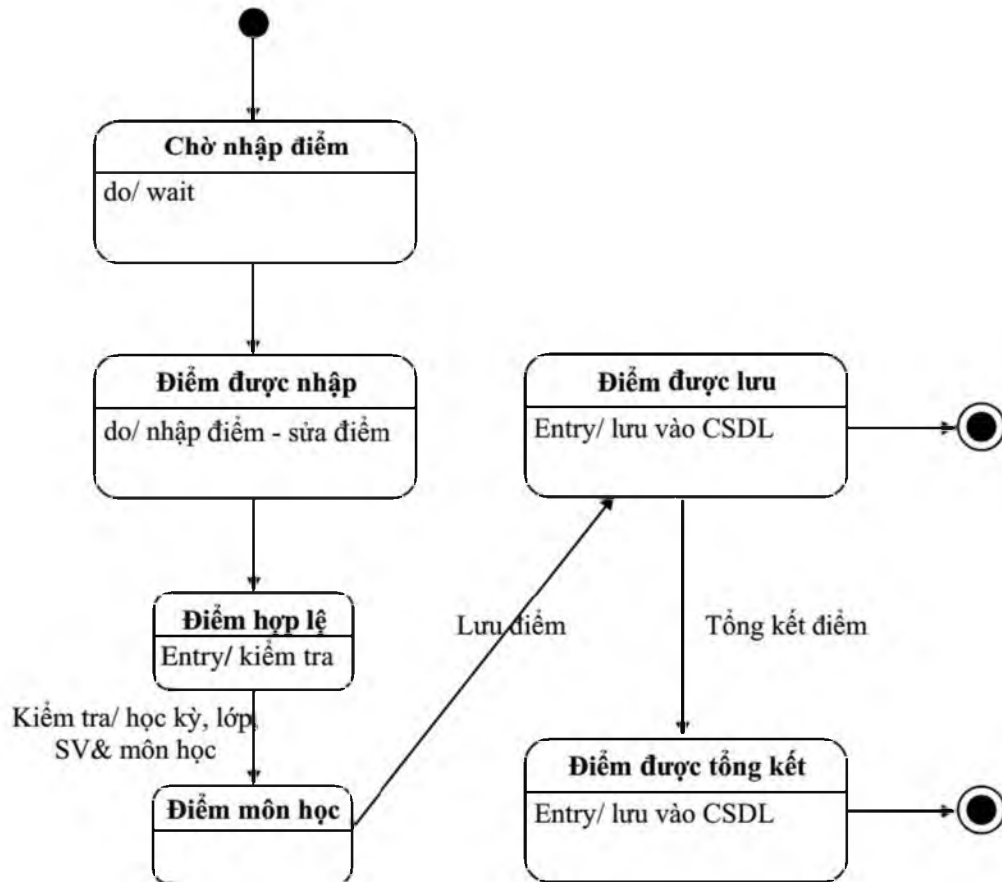 Chờ nhập điểm
do/ wait
Điểm được nhập
do/ nhập điểm - sửa điểm
Điểm hợp lệ
Entry/ kiểm tra
Kiểm tra/ học kỳ, lớp,
SV& môn học
Điểm môn học
Lưu điểm
Điểm được lưu
Entry/ lưu vào CSDL
Tổng kết điểm
Điểm được tổng kết
Entry/ lưu vào CSDL